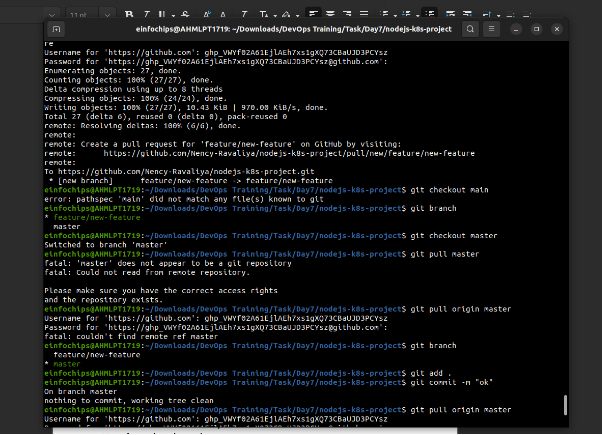 11 pt
einfochips@AHMLPT1719: ~/Downloads/DevOps Training/Task/Day7/nodejs-k8s-project
re
Username for 'https://github.com':
Password for
Enumerating objects: 27, done.
Counting objects: 100% (27/27), done.
Delta compression using up to 8 threads
Compressing objects: 100% (24/24), done.
Writing objects: 100% (27/27), 10.43 KiB | 970.00 KiB/s, done.
Total 27 (delta 6), reused 0 (delta 0), pack-reused 0
remote: Resolving deltas: 100% (6/6), done.
remote:
remote: Create a pull request for 'feature/new-feature' on GitHub by visiting:
remote:      https://github.com/Nency-Ravaliya/nodejs-k8s-project/pull/new/feature/new-feature
remote:
To https://github.com/Nency-Ravaliya/nodejs-k8s-project.git
 * [new branch]      feature/new-feature -> feature/new-feature
einfochips@AHMLPT1719:~/Downloads/DevOps Training/Task/Day7/nodejs-k8s-project$ git checkout main
error: pathspec 'main' did not match any file(s) known to git
einfochips@AHMLPT1719:~/Downloads/DevOps Training/Task/Day7/nodejs-k8s-project$ git branch
* feature/new-feature
  master
einfochips@AHMLPT1719:~/Downloads/DevOps Training/Task/Day7/nodejs-k8s-project$ git checkout master
Switched to branch 'master'
einfochips@AHMLPT1719:~/Downloads/DevOps Training/Task/Day7/nodejs-k8s-project$ git pull master
fatal: 'master' does not appear to be a git repository
fatal: Could not read from remote repository.
Please make sure you have the correct access rights
and the repository exists.
einfochips@AHMLPT1719:~/Downloads/DevOps Training/Task/Day7/nodejs-k8s-project$ git pull origin master
Username for 'https://github.com':
Password for
fatal: couldn't find remote ref master
einfochips@AHMLPT1719:~/Downloads/DevOps Training/Task/Day7/nodejs-k8s-project$ git branch
  feature/new-feature
* master
einfochips@AHMLPT1719:~/Downloads/DevOps Training/Task/Day7/nodejs-k8s-project$ git add .
einfochips@AHMLPT1719:~/Downloads/DevOps Training/Task/Day7/nodejs-k8s-project$ git commit -m "ok"
On branch master
nothing to commit, working tree clean
einfochips@AHMLPT1719:~/Downloads/DevOps Training/Task/Day7/nodejs-k8s-project$ git pull origin master
Username for 'https://github.com':